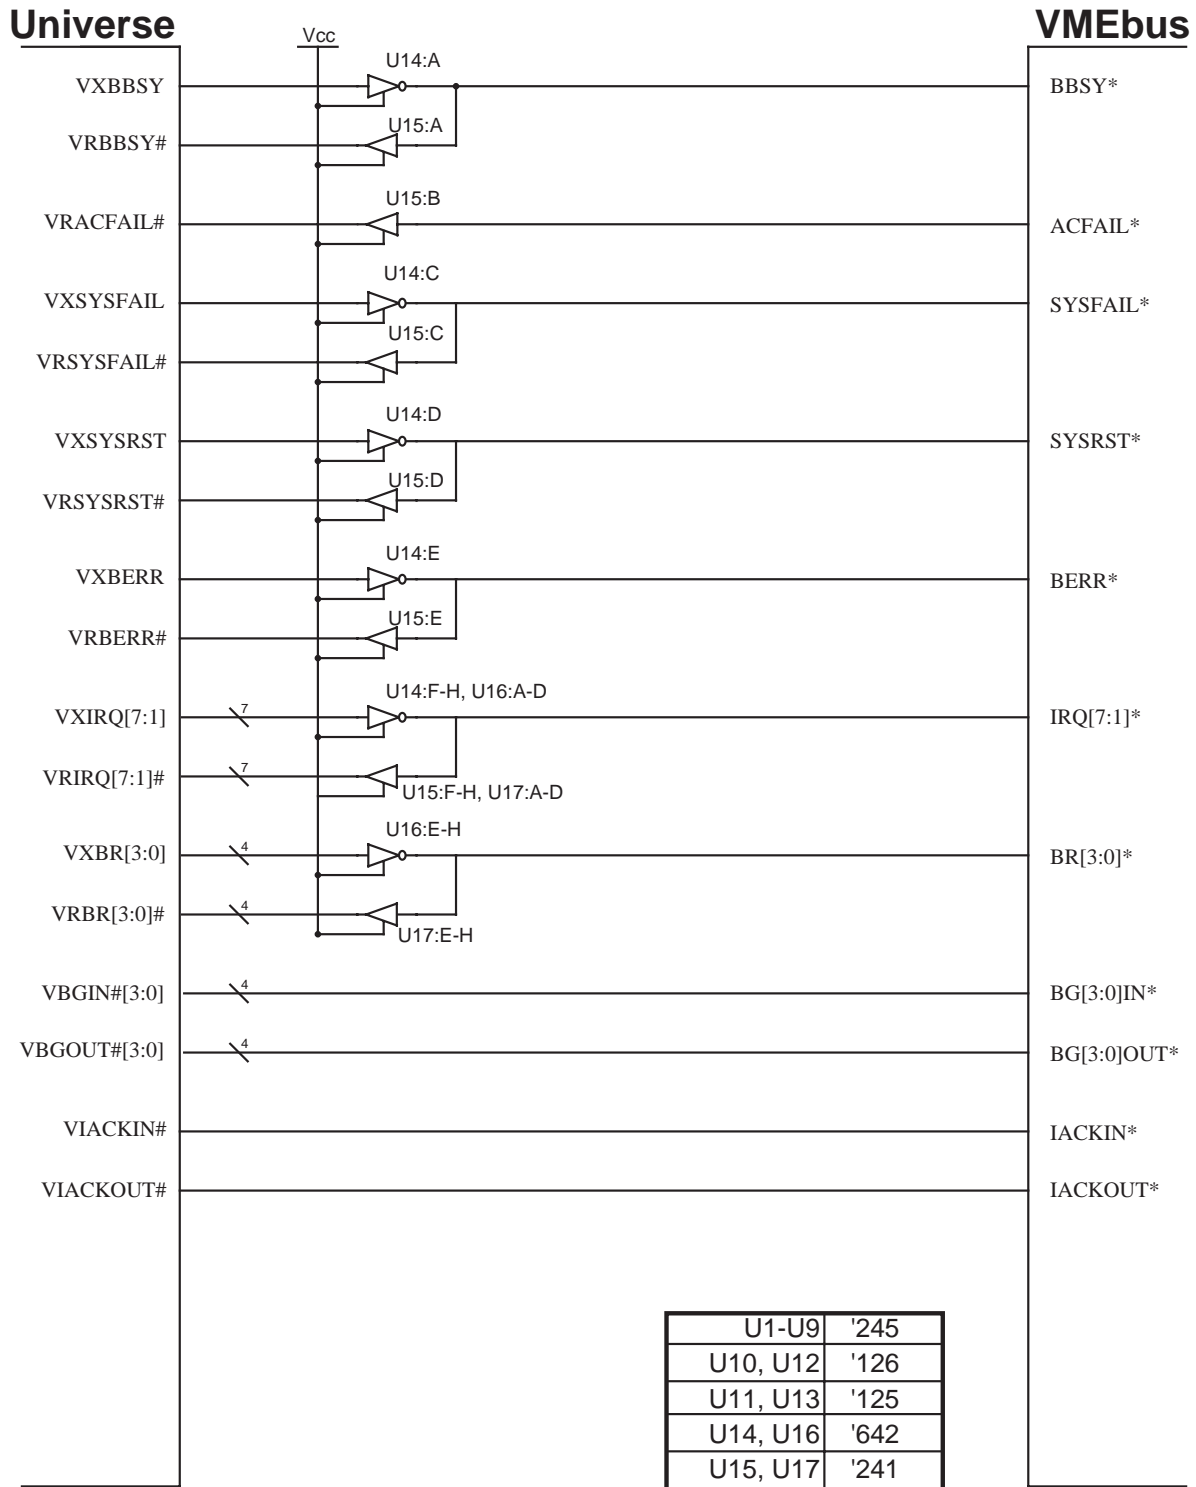 Universe VMEbus
Vcc
U14:A
VXBBSY BBSY*
U15:A
VRBBSY#
U15:B
VRACFAIL# ACFAIL*
U14:C
VXSYSFAIL SYSFAIL*
U15:C
VRSYSFAIL#
U14:D
VXSYSRST SYSRST*
U15:D
VRSYSRST#
U14:E
VXBERR BERR*
U15:E
VRBERR#
U14:F-H, U16:A-D
VXIRQ[7:1] 7 IRQ[7:1]*
VRIRQ[7:1]# 7
U15:F-H, U17:A-D
U16:E-H
VXBR[3:0] 4 BR[3:0]*
VRBR[3:0]# 4
U17:E-H
VBGIN#[3:0] 4 BG[3:0]IN*
VBGOUT#[3:0] 4 BG[3:0]OUT*
VIACKIN# IACKIN*
VIACKOUT# IACKOUT*
U1-U9 '245
U10, U12 '126
U11, U13 '125
U14, U16 '642
U15, U17 '241